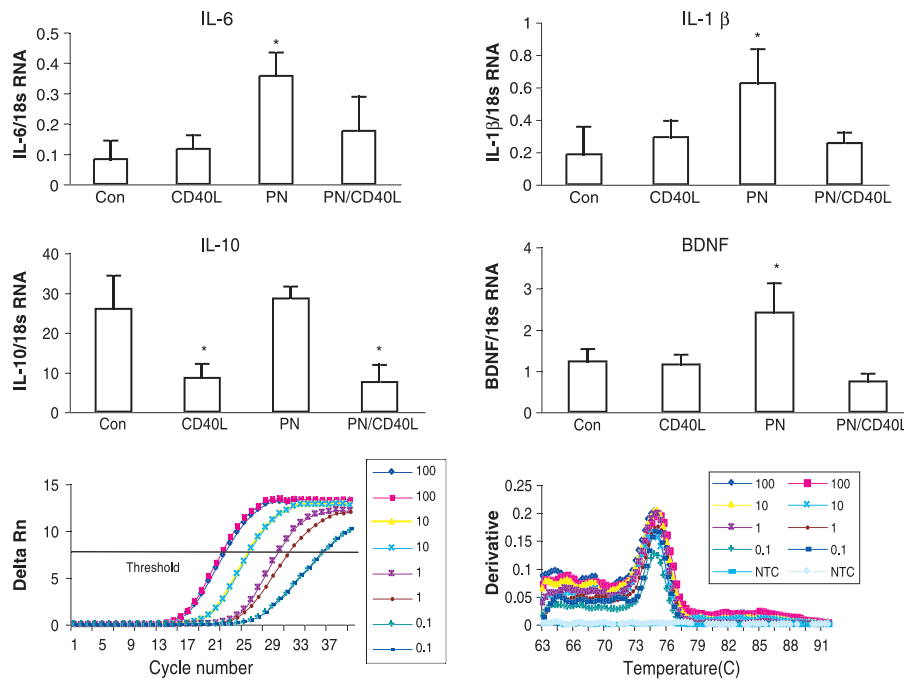 IL-6
IL-6/18s RNA
0.5
0.4
0.3
0.2
0.1
0
*
Con CD40L PN PN/CD40L
IL-1 β
IL-1β/18s RNA
1
0.8
0.6
0.4
0.2
0
*
Con CD40L PN PN/CD40L
IL-10
IL-10/18s RNA
40
30
20
10
0
* *
Con CD40L PN PN/CD40L
BDNF
BDNF/18s RNA
4
3
2
1
0
*
Con CD40L PN PN/CD40L
Delta Rn
15
10
5
0
Threshold
1 5 9 13 17 21 25 29 33 37
Cycle number
100
100
10
10
1
1
0.1
0.1
Derivative
0.25
0.2
0.15
0.1
0.05
0
63 66 70 73 76 79 82 85 88 91
Temperature(C)
100 100
10 10
1 1
0.1 0.1
NTC NTC